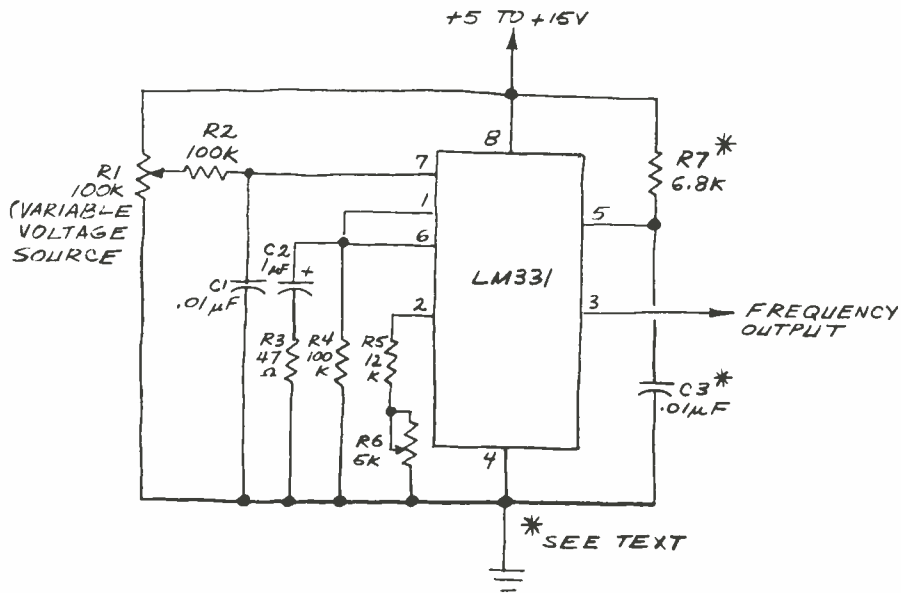 +5 TO +15V
8
R2
100K
7
R7*
6.8K
R1
100K
(VARIABLE
VOLTAGE
SOURCE
1
6
5
C2
1µF
+
LM331
C1
.01µF
2
3
FREQUENCY
OUTPUT
R3
47
Ω
R4
100
K
R5
12
K
C3*
.01µF
R6
5K
4
*SEE TEXT